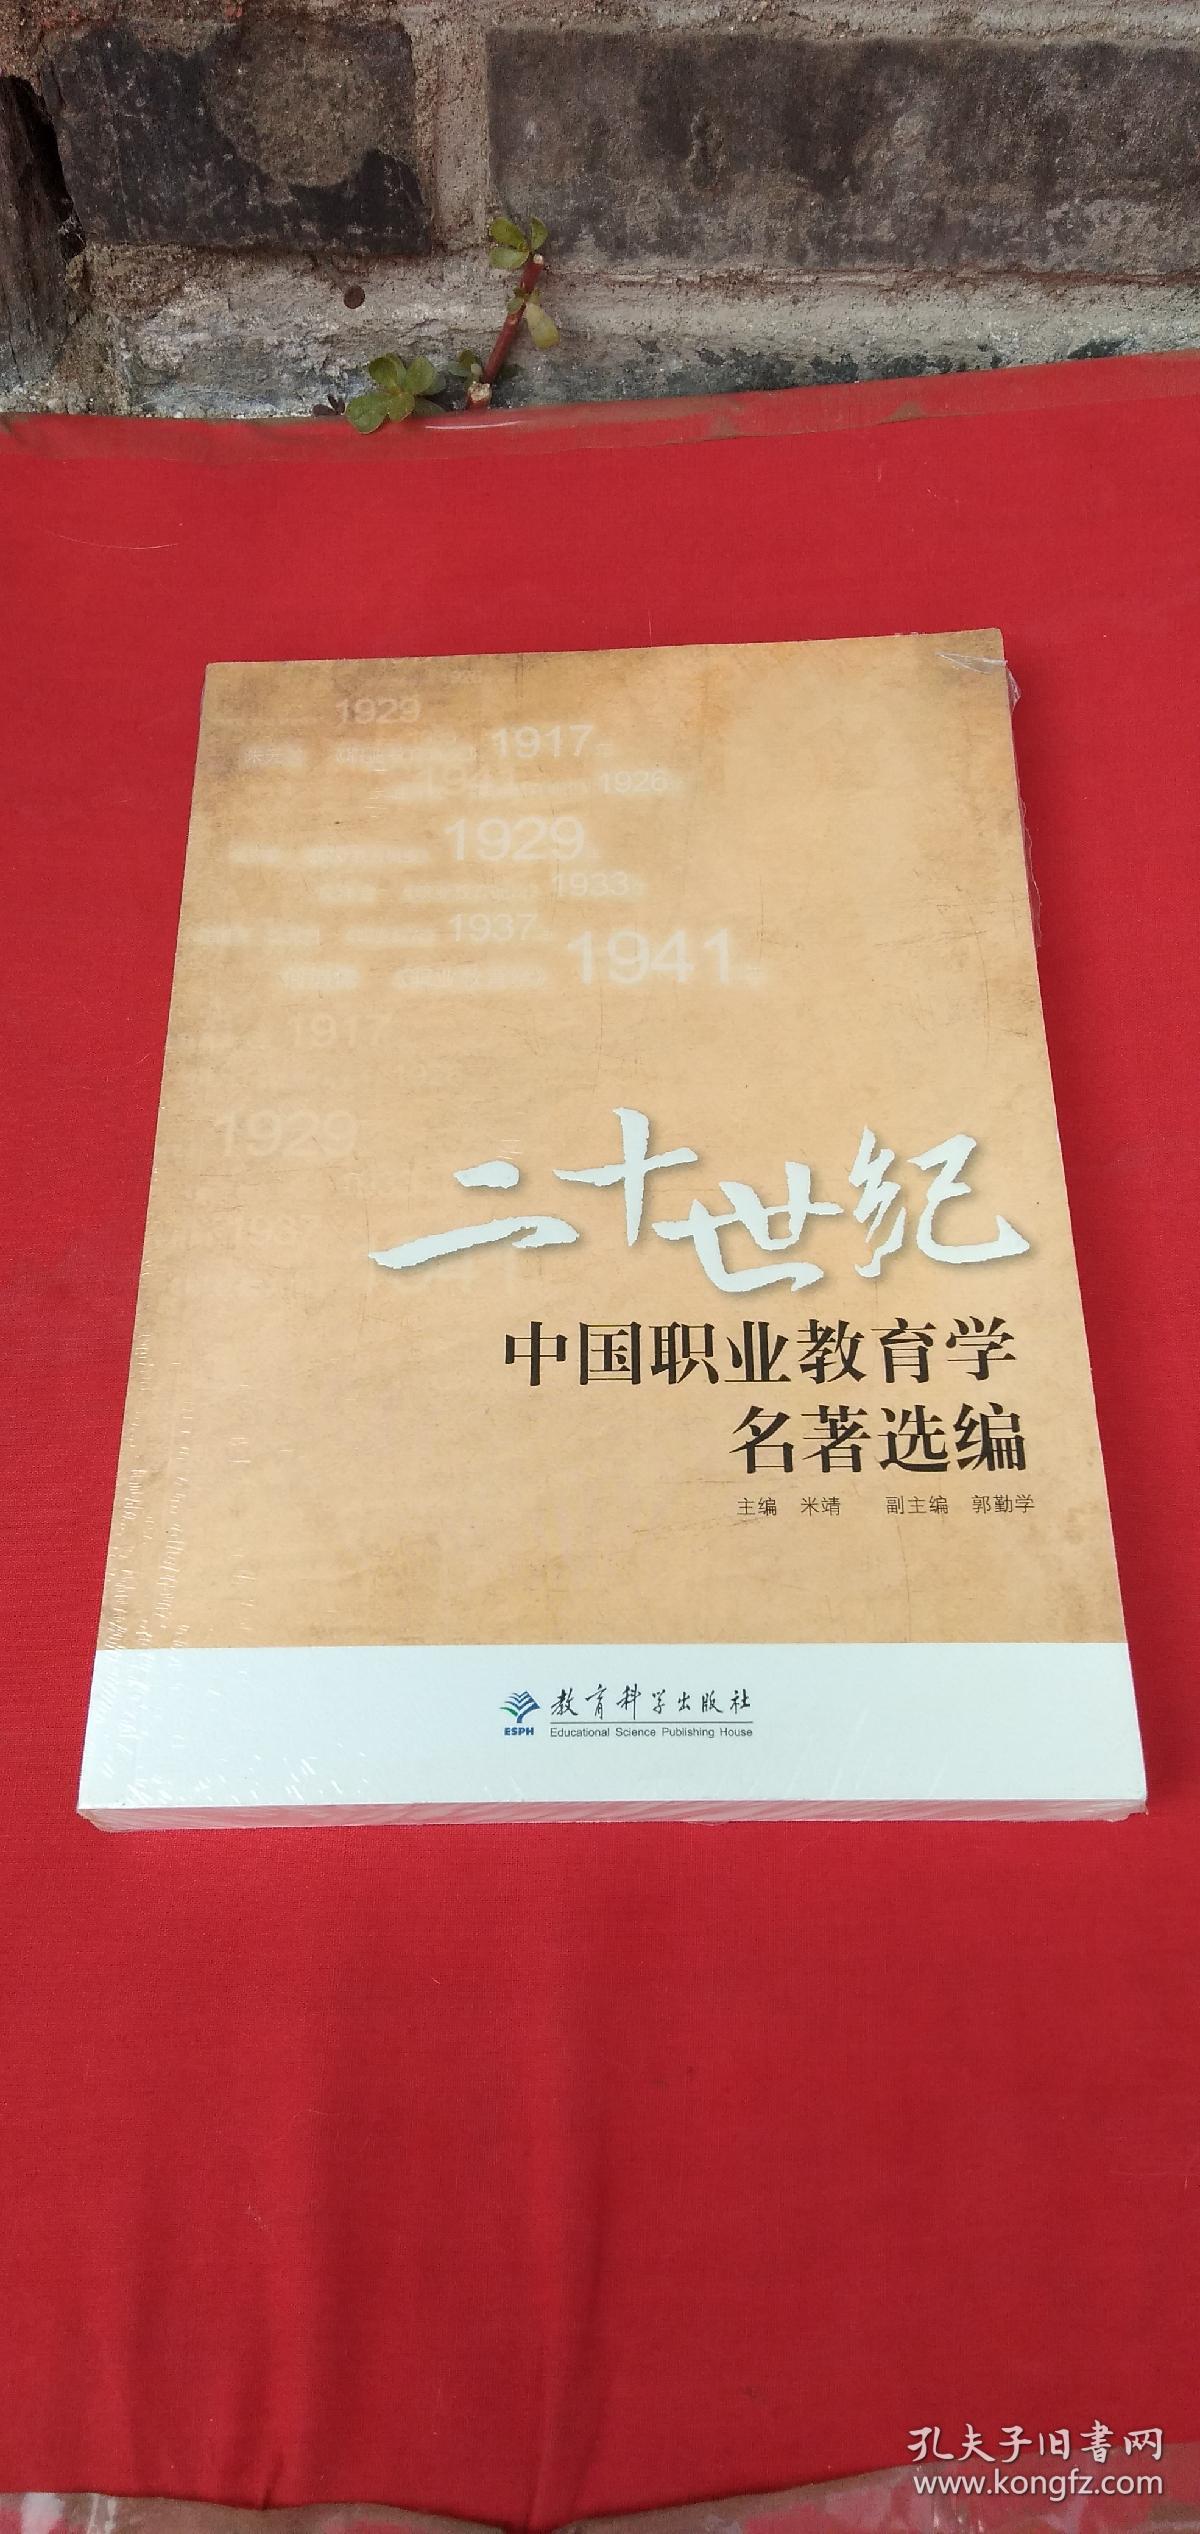 1929
1917
1926
1929
1933
1937
1941
1917
1929
二十世纪
中国职业教育学
名著选编
主编 米靖 副主编 郭勤学
教育科学出版社
ESPH
Educational Science Publishing House
孔夫子旧书网
www.kongfz.com